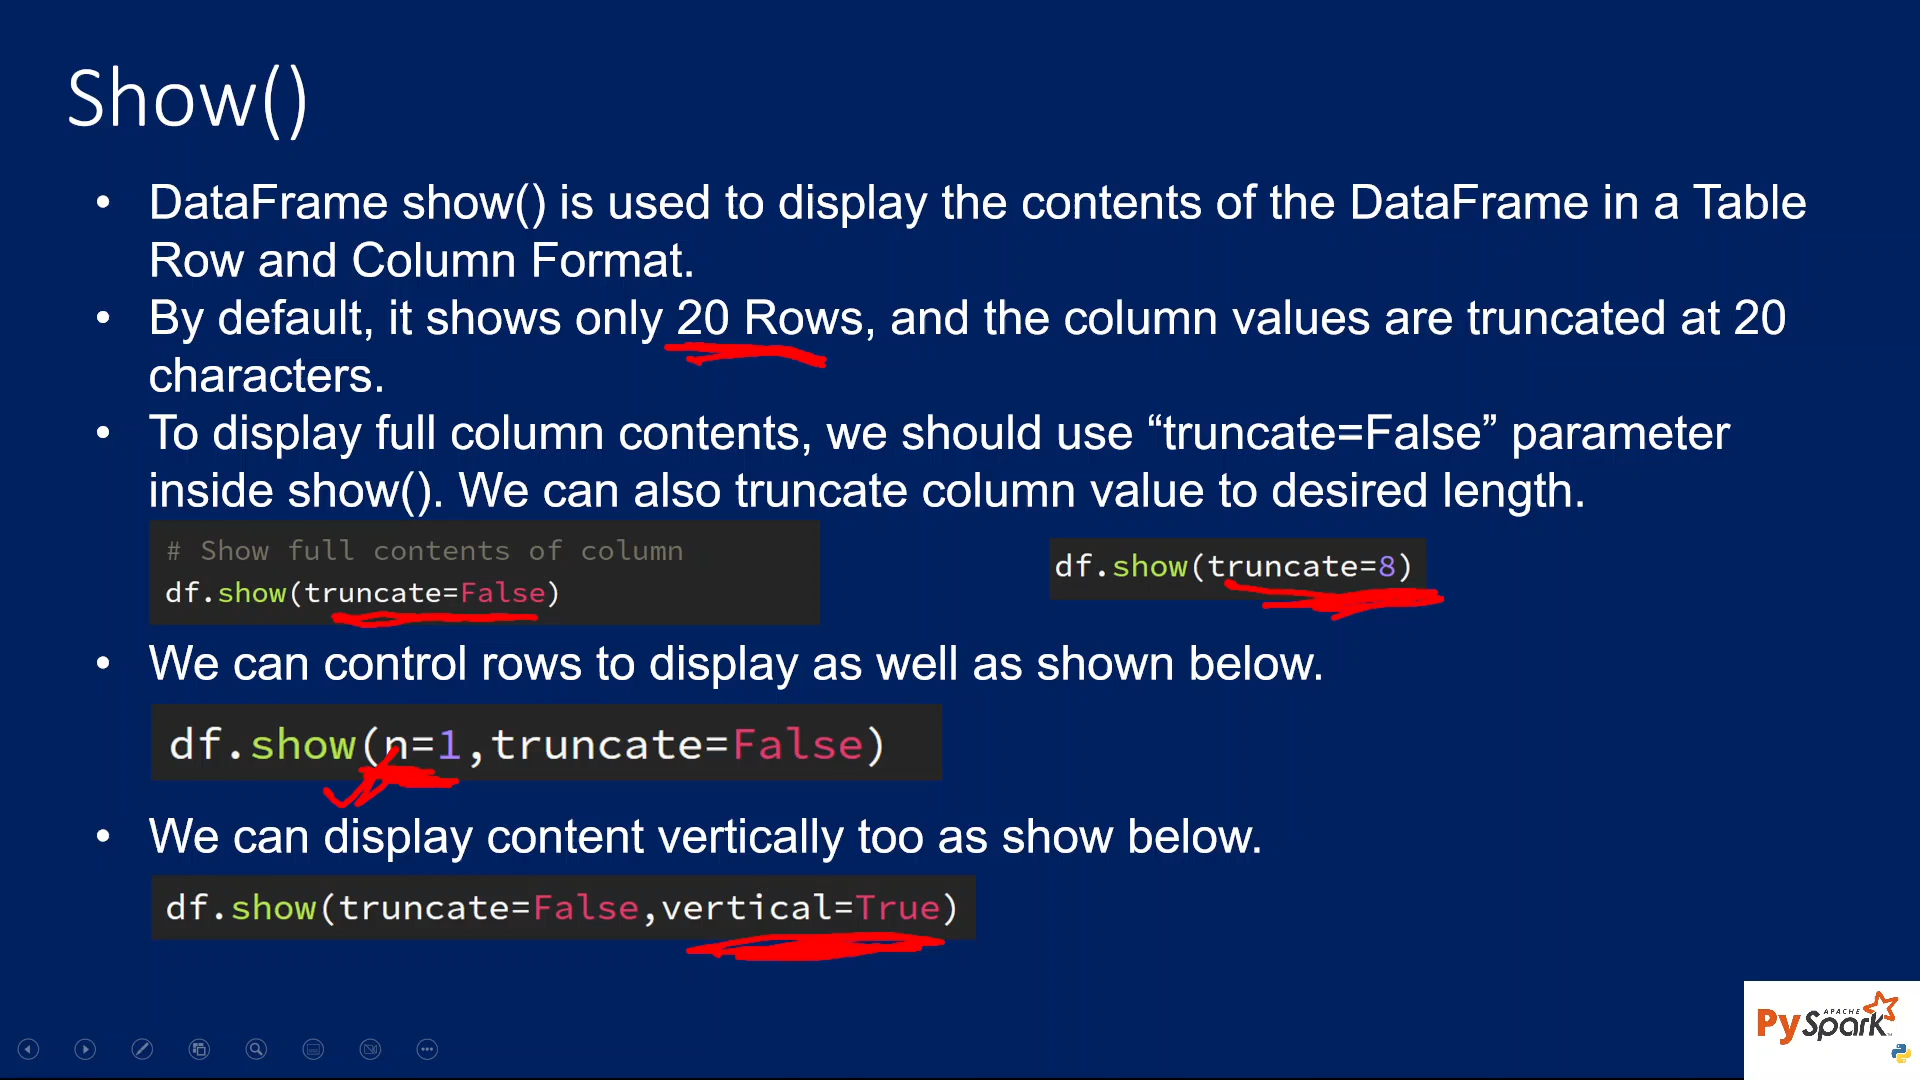 Show()
• DataFrame show() is used to display the contents of the DataFrame in a Table
Row and Column Format.
• By default, it shows only 20 Rows, and the column values are truncated at 20
characters.
• To display full column contents, we should use “truncate=False” parameter
inside show(). We can also truncate column value to desired length.
# Show full contents of column
df.show(truncate=False)
df.show(truncate=8)
• We can control rows to display as well as shown below.
df.show(n=1,truncate=False)
• We can display content vertically too as show below.
df.show(truncate=False,vertical=True)
APACHE
PySpark